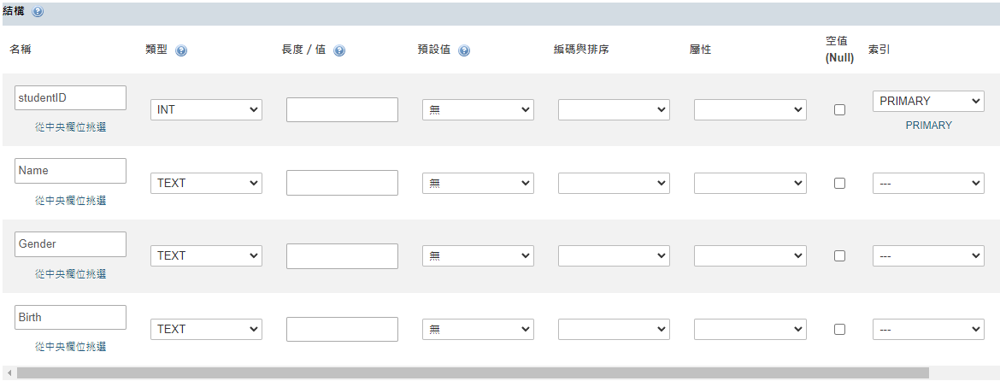 結構
名稱 類型 長度 / 值 預設值 編碼與排序 屬性 空值 (Null) 索引
studentID INT 無 PRIMARY
從中央欄位挑選 PRIMARY
Name TEXT 無 ---
從中央欄位挑選
Gender TEXT 無 ---
從中央欄位挑選
Birth TEXT 無 ---
從中央欄位挑選